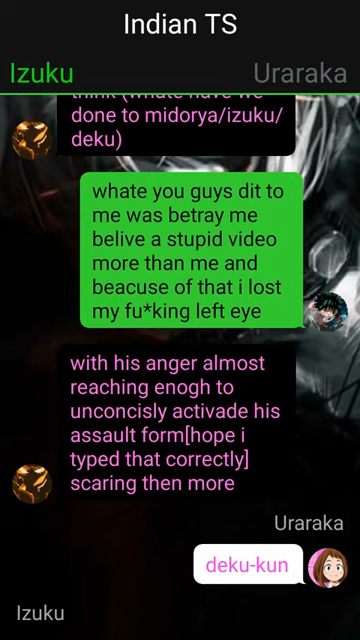 Indian TS
Izuku Uraraka
think (whate have we
done to midorya/izuku/
deku)
whate you guys dit to
me was betray me
belive a stupid video
more than me and
beacuse of that i lost
my fu*king left eye
with his anger almost
reaching enogh to
unconcisly activade his
assault form[hope i
typed that correctly]
scaring then more
Uraraka
deku-kun
Izuku